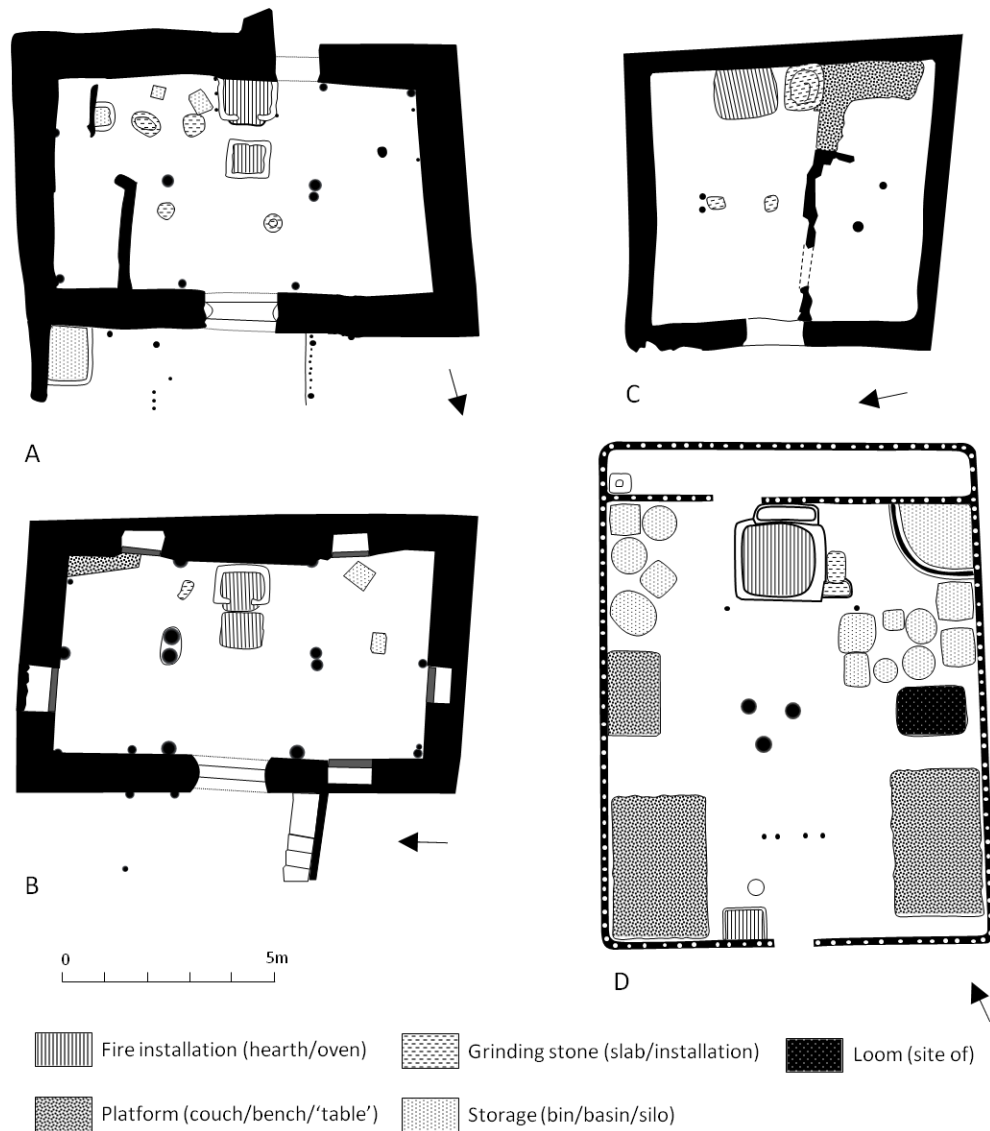 A
C
B
D
0 5m
Fire installation (hearth/oven)
Grinding stone (slab/installation)
Loom (site of)
Platform (couch/bench/‘table’)
Storage (bin/basin/silo)